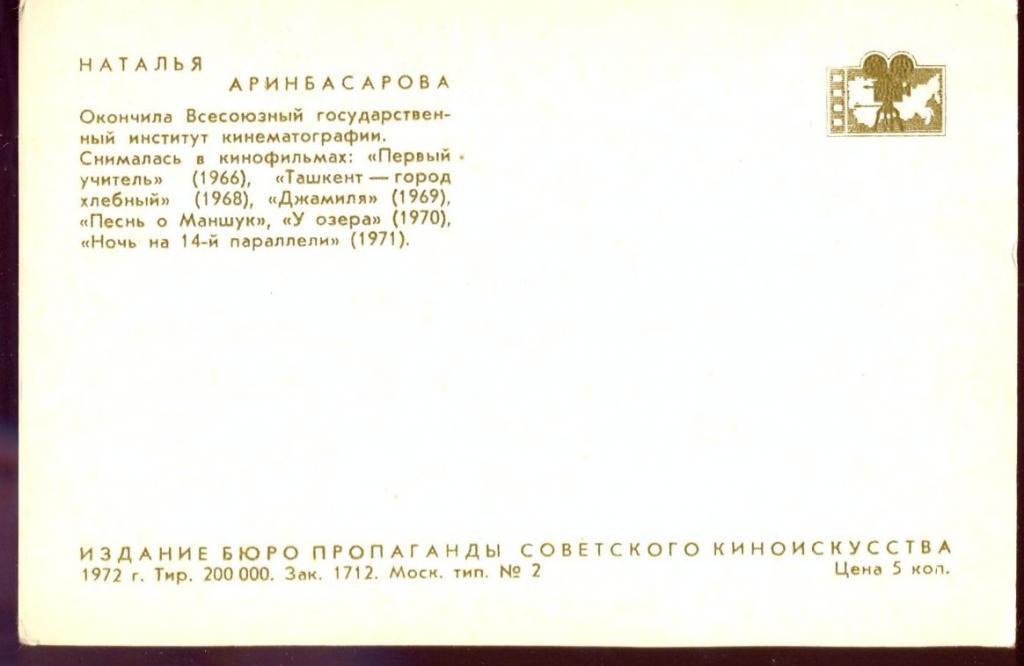 НАТАЛЬЯ
АРИНБАСАРОВА
Окончила Всесоюзный государствен-
ный институт кинематографии.
Снималась в кинофильмах: «Первый
учитель» (1966), «Ташкент — город
хлебный» (1968), «Джамиля» (1969),
«Песнь о Маншук», «У озера» (1970),
«Ночь на 14-й параллели» (1971).
ИЗДАНИЕ БЮРО ПРОПАГАНДЫ СОВЕТСКОГО КИНОИСКУССТВА
1972 г. Тир. 200 000. Зак. 1712. Моск. тип. № 2 Цена 5 коп.